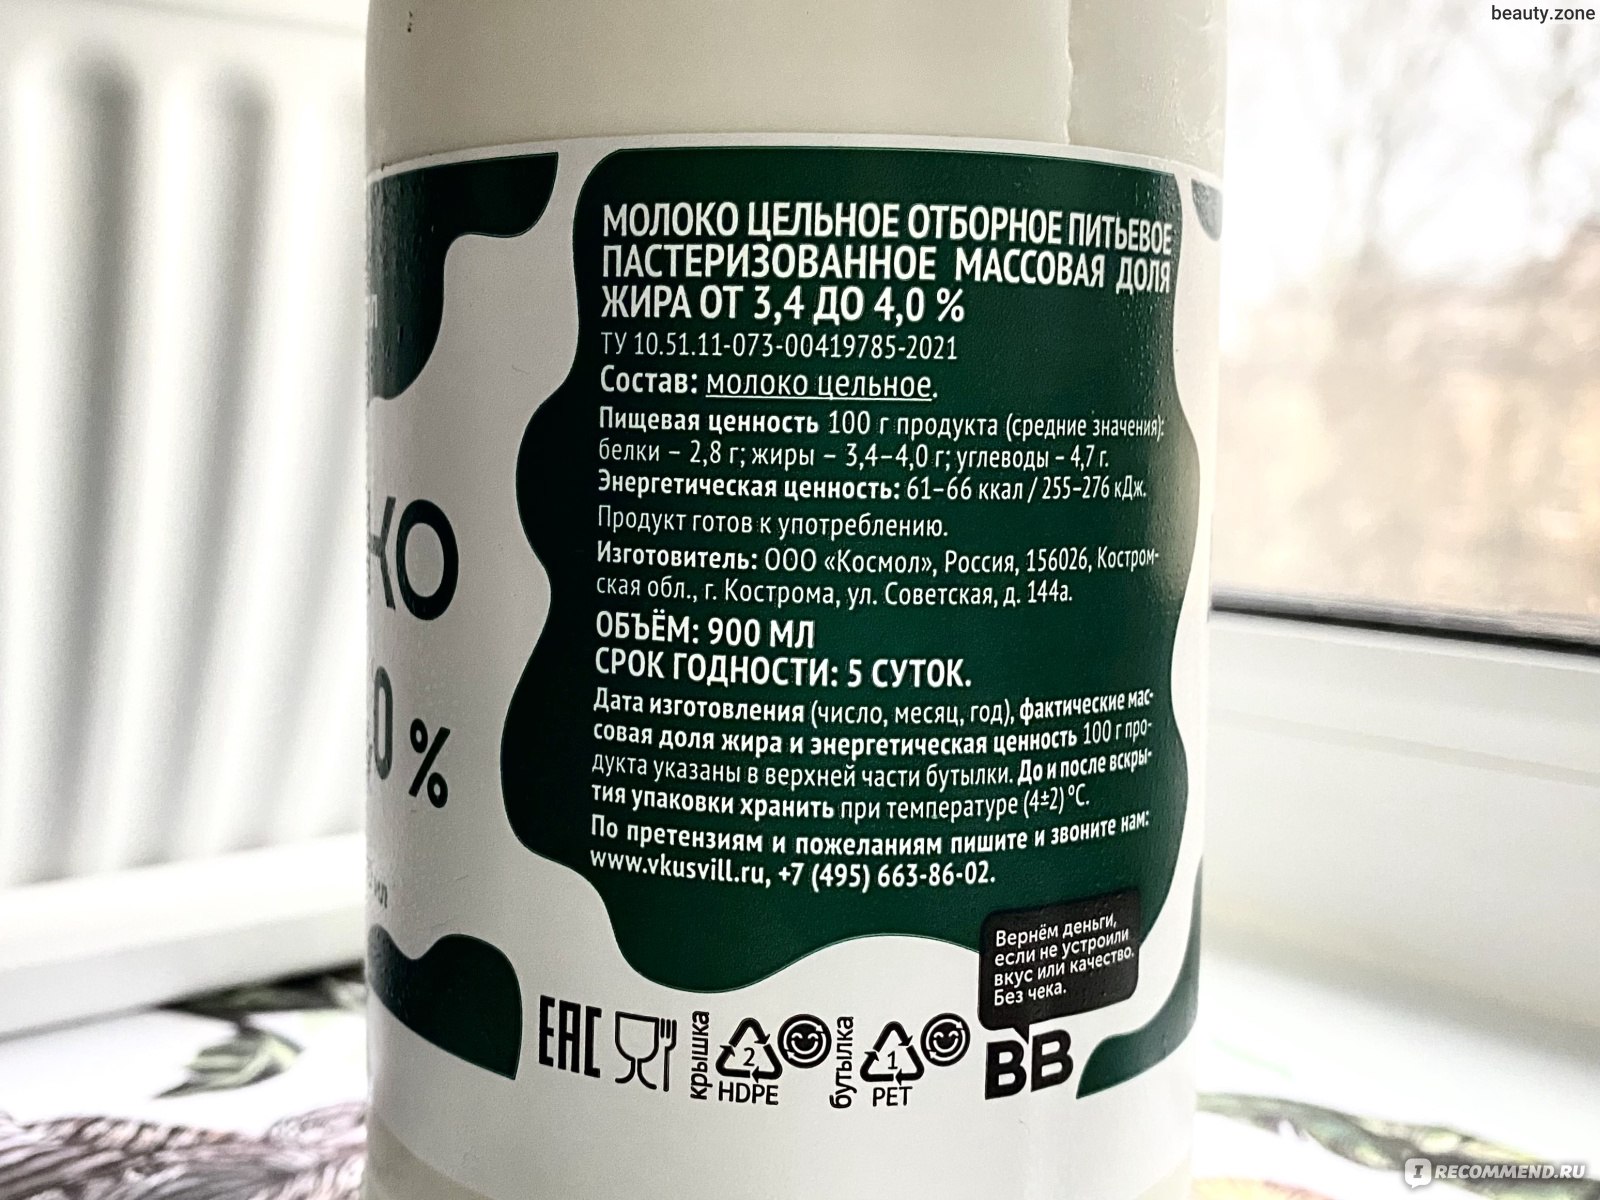 beauty.zone
МОЛОКО ЦЕЛЬНОЕ ОТБОРНОЕ ПИТЬЕВОЕ
ПАСТЕРИЗОВАННОЕ МАССОВАЯ ДОЛЯ
ЖИРА ОТ 3,4 ДО 4,0 %
ТУ 10.51.11-073-00419785-2021
Состав: молоко цельное.
Пищевая ценность 100 г продукта (средние значения):
белки – 2,8 г; жиры – 3,4–4,0 г; углеводы – 4,7 г.
Энергетическая ценность: 61–66 ккал / 255–276 кДж.
Продукт готов к употреблению.
Изготовитель: ООО «Космол», Россия, 156026, Костром-
ская обл., г. Кострома, ул. Советская, д. 144а.
ОБЪЁМ: 900 МЛ
СРОК ГОДНОСТИ: 5 СУТОК.
Дата изготовления (число, месяц, год), фактические мас-
совая доля жира и энергетическая ценность 100 г про-
дукта указаны в верхней части бутылки. До и после вскры-
тия упаковки хранить при температуре (4±2) °С.
По претензиям и пожеланиям пишите и звоните нам:
www.vkusvill.ru, +7 (495) 663-86-02.
Вернём деньги,
если не устроили
вкус или качество.
Без чека.
ВВ
EAC
крышка
2
HDPE
бутылка
1
PET
КО
0 %
IRECOMMEND.RU